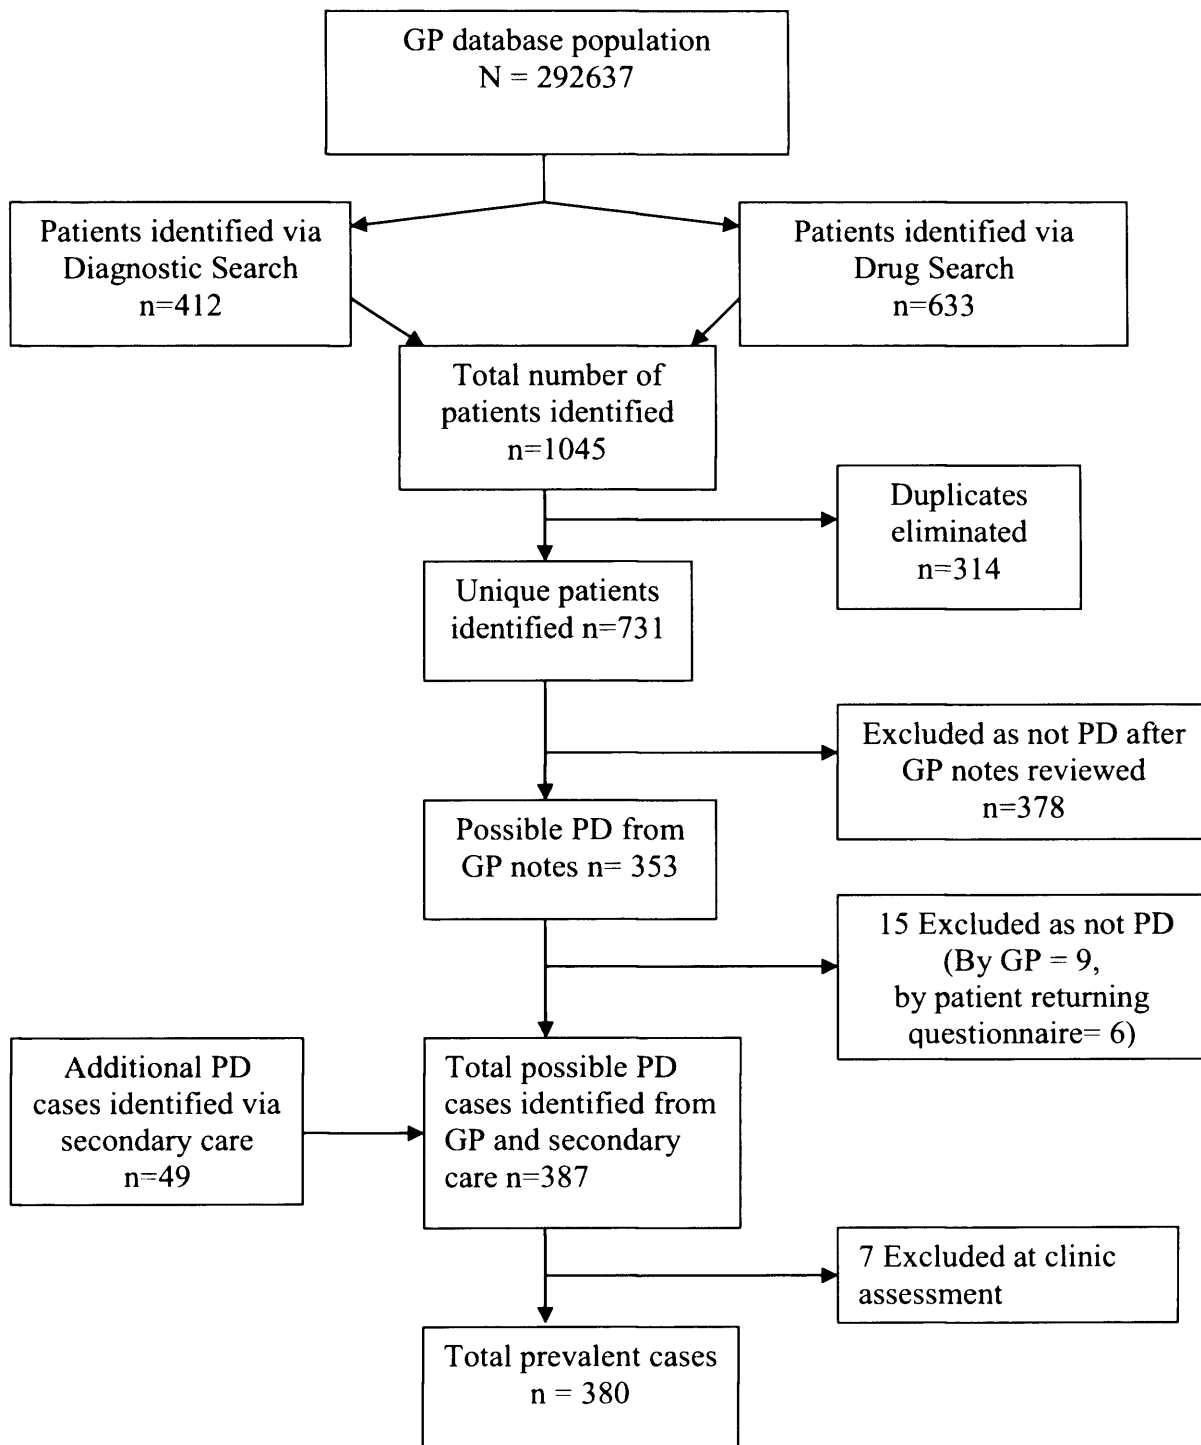 GP database population
N = 292637
Patients identified via
Diagnostic Search
n=412
Patients identified via
Drug Search
n=633
Total number of
patients identified
n=1045
Duplicates
eliminated
n=314
Unique patients
identified n=731
Excluded as not PD after
GP notes reviewed
n=378
Possible PD from
GP notes n= 353
15 Excluded as not PD
(By GP = 9,
by patient returning
questionnaire= 6)
Additional PD
cases identified via
secondary care
n=49
Total possible PD
cases identified from
GP and secondary
care n=387
7 Excluded at clinic
assessment
Total prevalent cases
n = 380